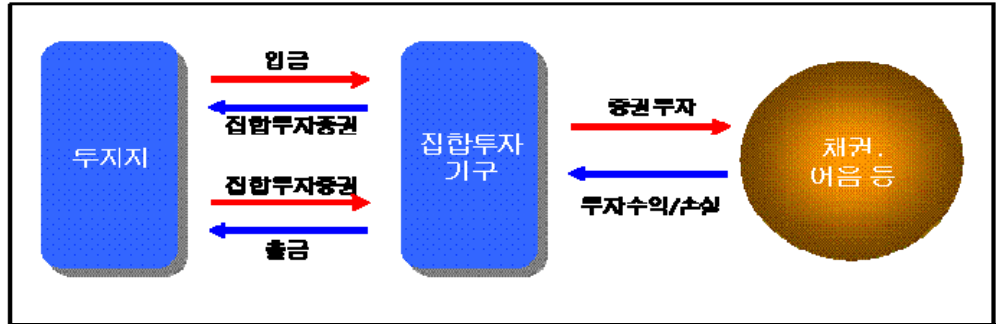 투지지
입금
집합투자증권
집합투자증권
출금
집합투자
기구
증권 투자
투자수익/손실
채권,
어음 등